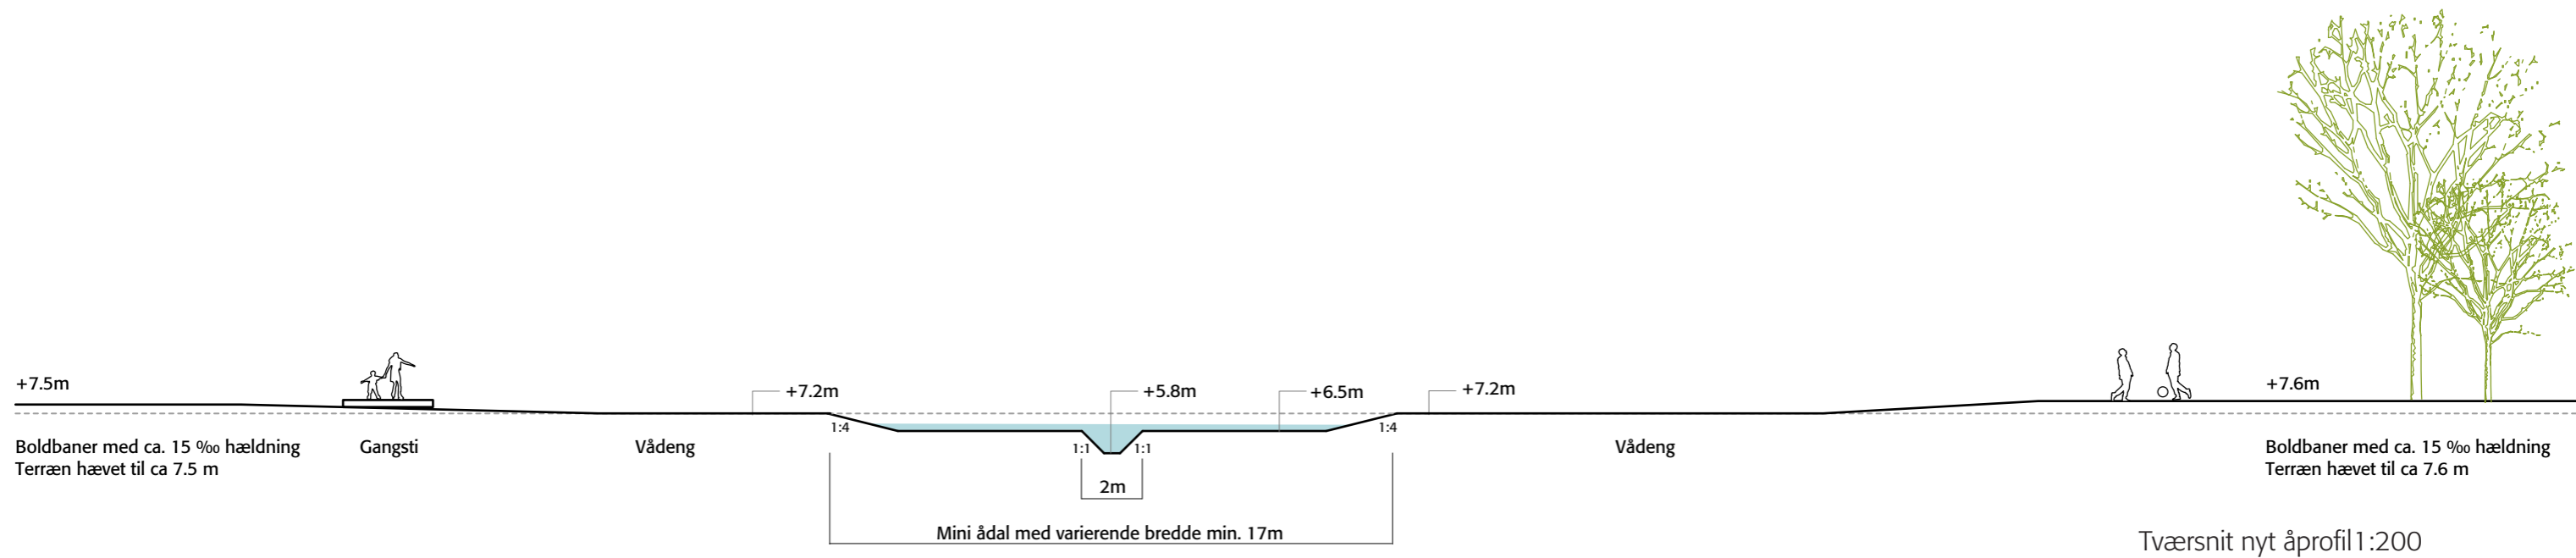 +7.5m
+7.2m
+5.8m
+6.5m
+7.2m
+7.6m
1:4
1:4
1:1
1:1
Boldbaner med ca. 15 ‰ hældning
Terræn hævet til ca 7.5 m
Gangsti
Vådeng
Vådeng
Boldbaner med ca. 15 ‰ hældning
Terræn hævet til ca 7.6 m
2m
Mini ådal med varierende bredde min. 17m
Tværsnit nyt åprofil1:200